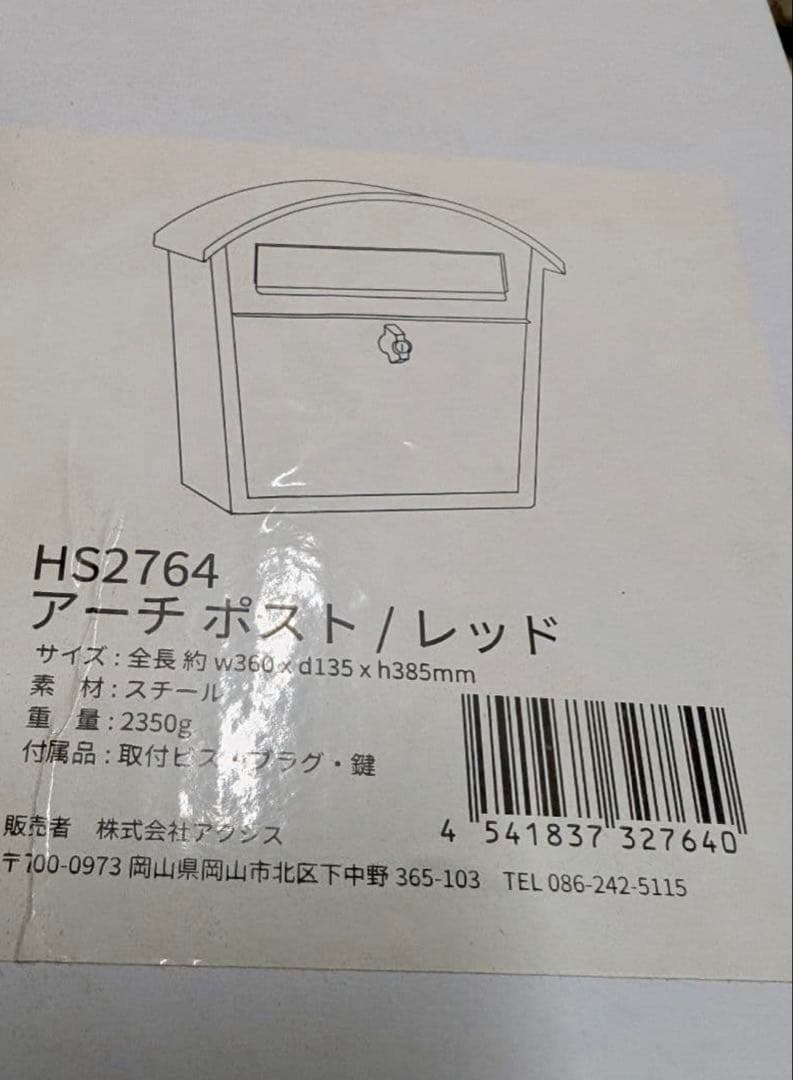 HS2764
アーチ ポスト / レッド
サイズ : 全長 約 w360 x d135 x h385mm
素　材 : スチール
重　量 : 2350g
付属品 : 取付ビス・プラグ・鍵
販売者　株式会社アクシス
〒700-0973 岡山県岡山市北区下中野 365-103　TEL 086-242-5115
4 541837 327640